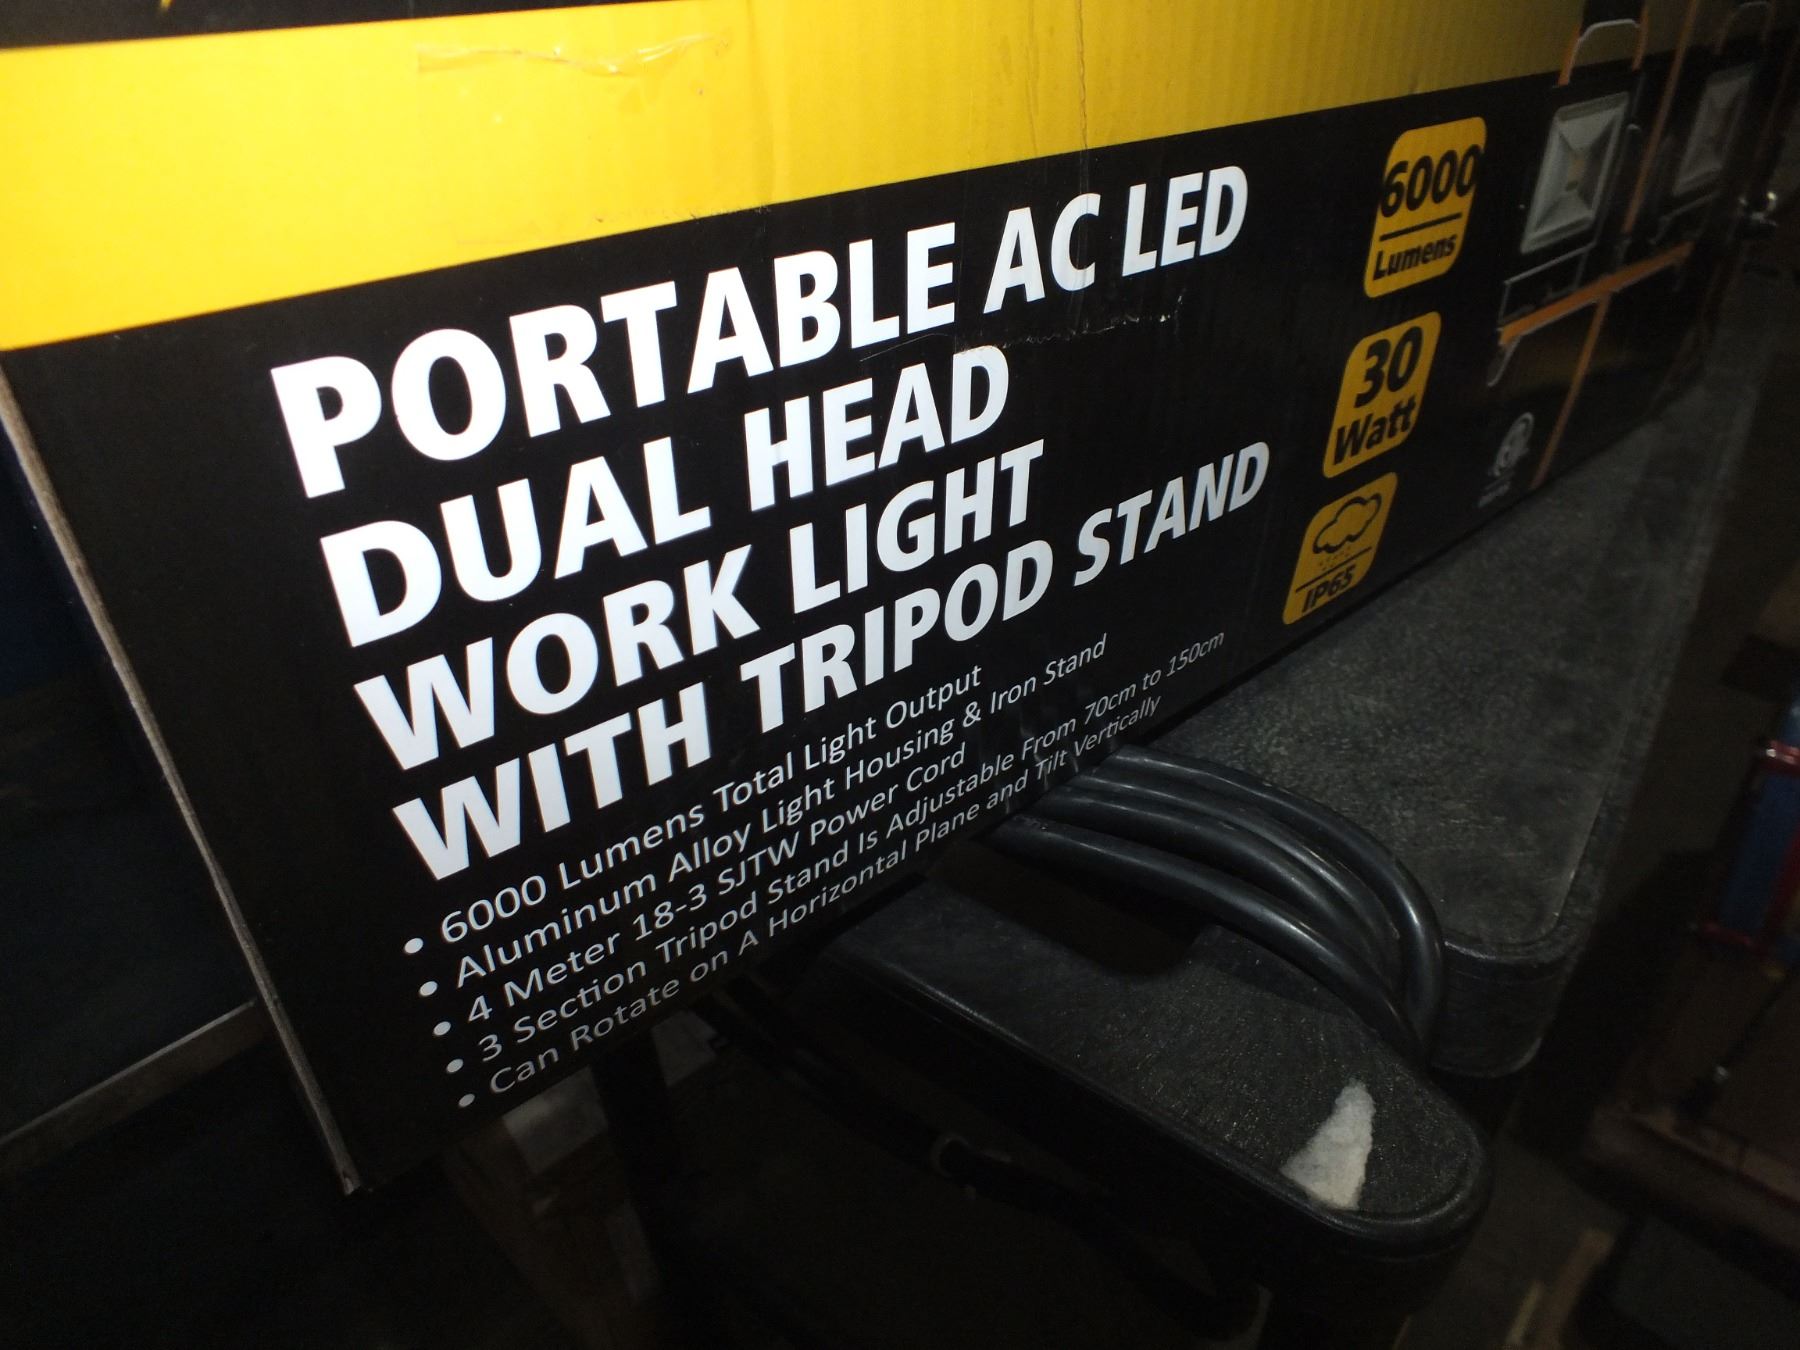 PORTABLE AC LED
DUAL HEAD
WORK LIGHT
WITH TRIPOD STAND
• 6000 Lumens Total Light Output
• Aluminum Alloy Light Housing & Iron Stand
• 4 Meter 18-3 SJTW Power Cord
• 3 Section Tripod Stand Is Adjustable From 70cm to 150cm
• Can Rotate on A Horizontal Plane and Tilt Vertically
6000
Lumens
30
Watt
IP65